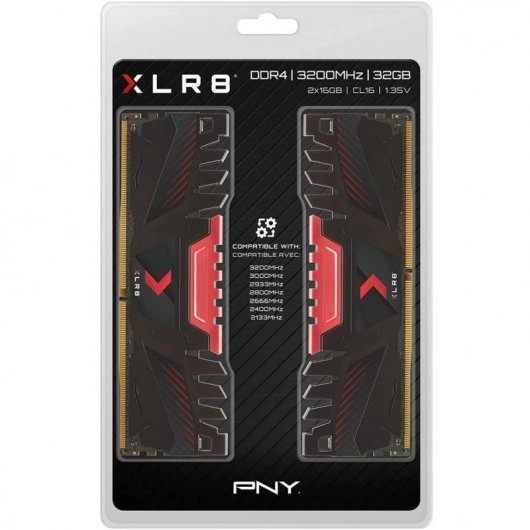 XLR8®
DDR4 | 3200MHz | 32GB
2x16GB | CL16 | 1.35V
COMPATIBLE WITH:
COMPATIBLE AVEC:
3200MHz
3000MHz
2933MHz
2800MHz
2666MHz
2400MHz
2133MHz
XLR8
XLR8
PNY